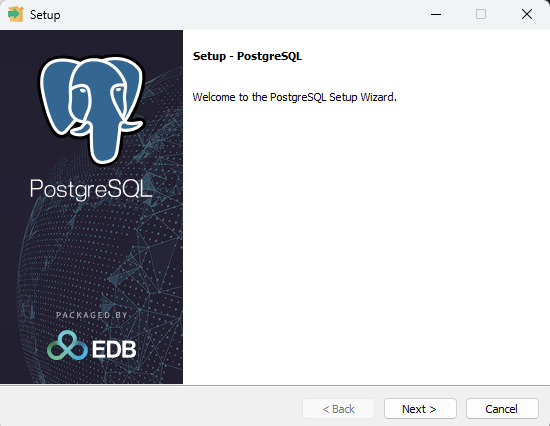 Setup
Setup - PostgreSQL
Welcome to the PostgreSQL Setup Wizard.
PostgreSQL
PACKAGED BY
EDB
< Back
Next >
Cancel